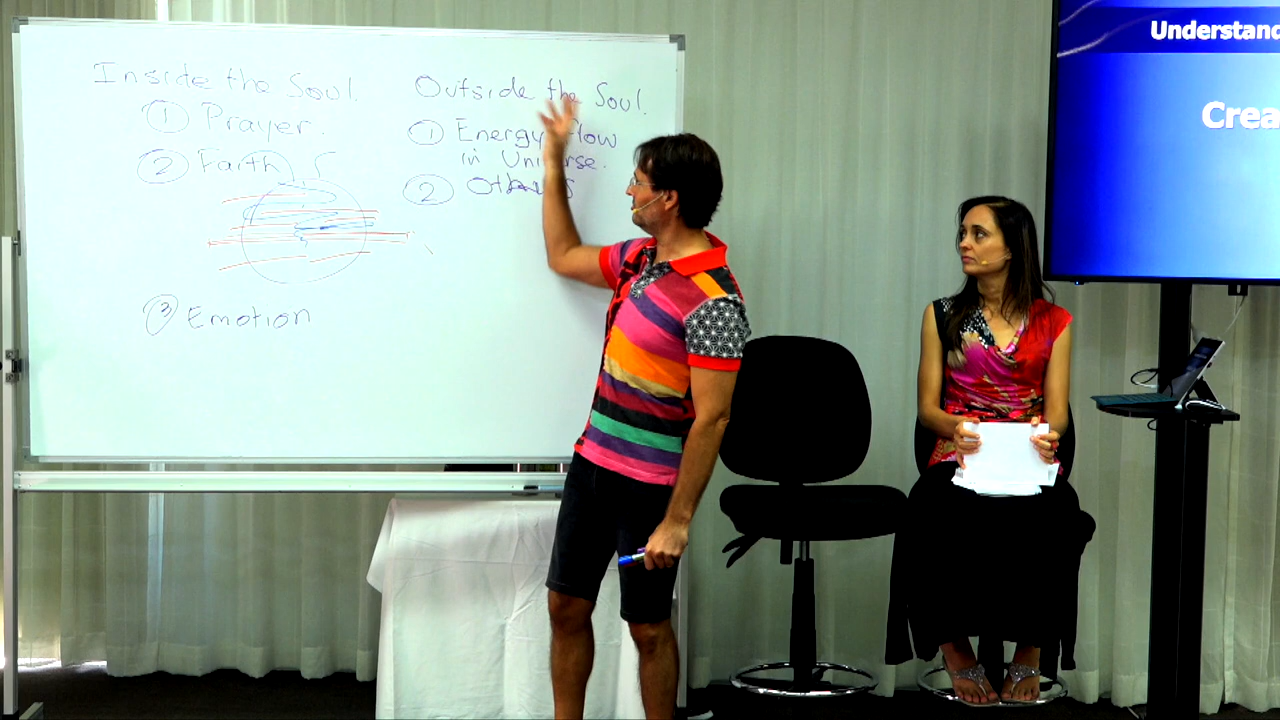 Inside the Soul.
① Prayer.
② Faith
③ Emotion
Outside the Soul.
① Energy Flow
in Universe.
② Others
Understand
Crea